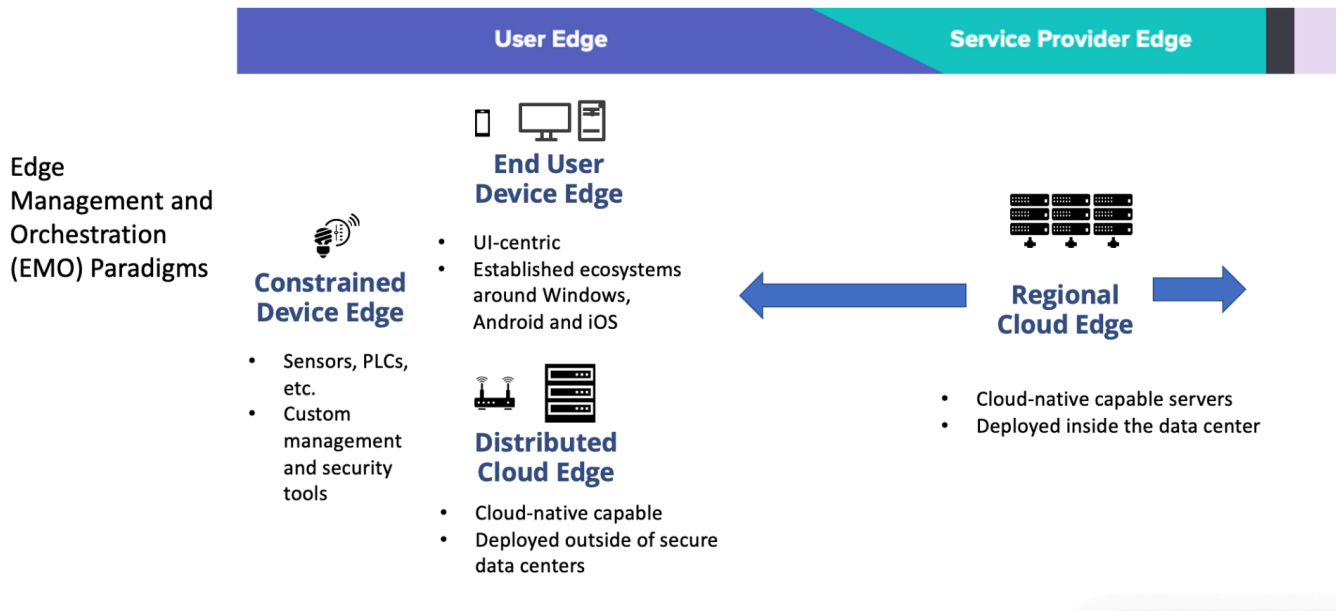 User Edge
Service Provider Edge
Edge
Management and
Orchestration
(EMO) Paradigms
Constrained
Device Edge
• Sensors, PLCs,
etc.
• Custom
management
and security
tools
End User
Device Edge
• UI-centric
• Established ecosystems
around Windows,
Android and iOS
Distributed
Cloud Edge
• Cloud-native capable
• Deployed outside of secure
data centers
Regional
Cloud Edge
• Cloud-native capable servers
• Deployed inside the data center